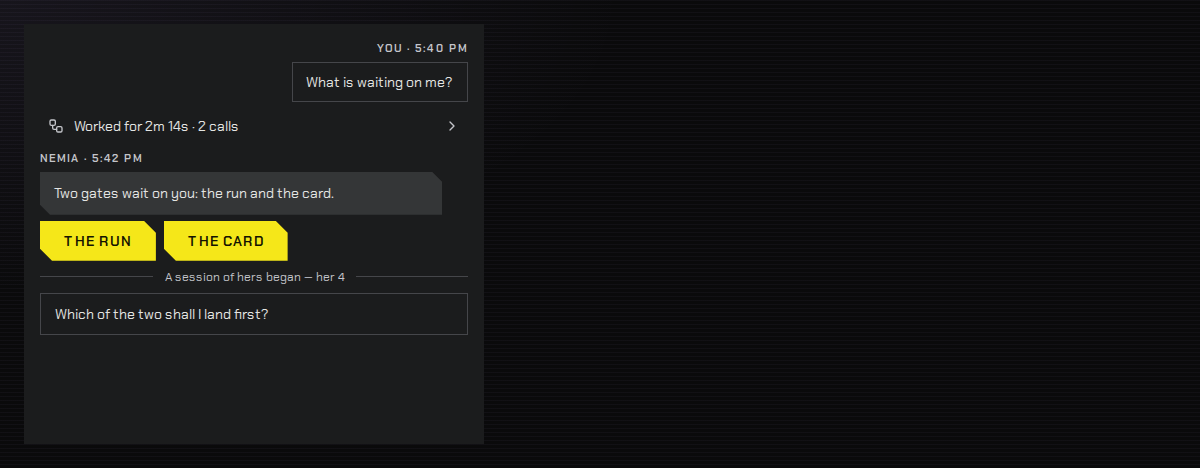 YOU · 5:40 PM
What is waiting on me?
Worked for 2m 14s · 2 calls
NEMIA · 5:42 PM
Two gates wait on you: the run and the card.
THE RUN
THE CARD
A session of hers began — her 4
Which of the two shall I land first?